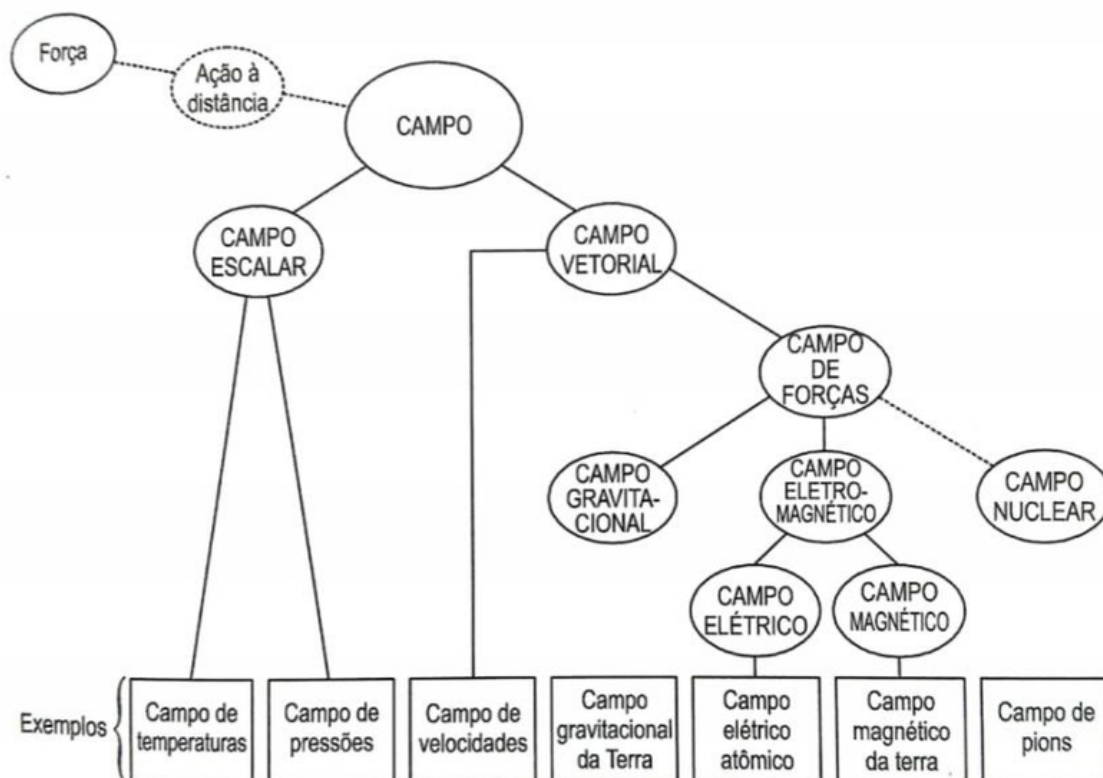 Força
Ação à
distância
CAMPO
CAMPO
ESCALAR
CAMPO
VETORIAL
CAMPO
DE
FORÇAS
CAMPO
GRAVITA-
CIONAL
CAMPO
ELETRO-
MAGNÉTICO
CAMPO
NUCLEAR
CAMPO
ELÉTRICO
CAMPO
MAGNÉTICO
Exemplos
Campo de
temperaturas
Campo de
pressões
Campo de
velocidades
Campo
gravitacional
da Terra
Campo
elétrico
atômico
Campo
magnético
da terra
Campo de
pions